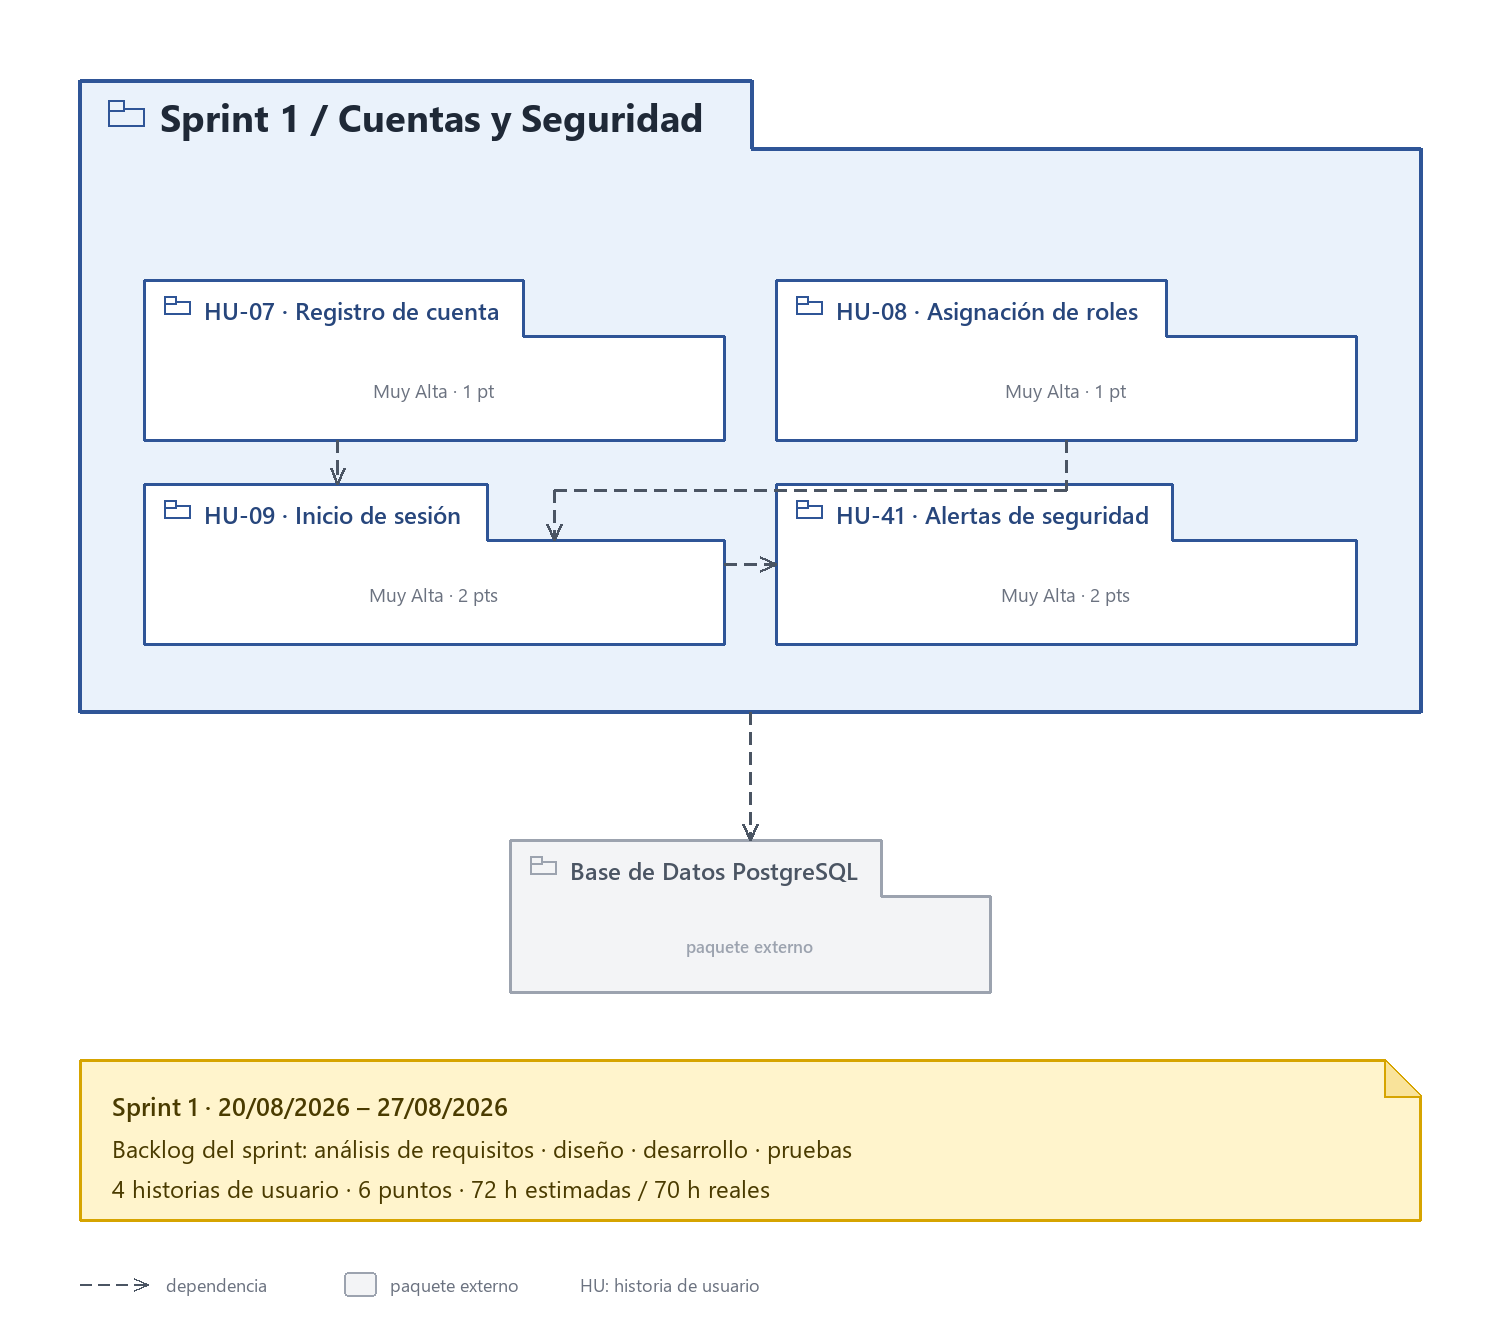 Sprint 1 / Cuentas y Seguridad
HU-07 · Registro de cuenta
Muy Alta · 1 pt
HU-08 · Asignación de roles
Muy Alta · 1 pt
HU-09 · Inicio de sesión
Muy Alta · 2 pts
HU-41 · Alertas de seguridad
Muy Alta · 2 pts
Base de Datos PostgreSQL
paquete externo
Sprint 1 · 20/08/2026 – 27/08/2026
Backlog del sprint: análisis de requisitos · diseño · desarrollo · pruebas
4 historias de usuario · 6 puntos · 72 h estimadas / 70 h reales
dependencia
paquete externo
HU: historia de usuario